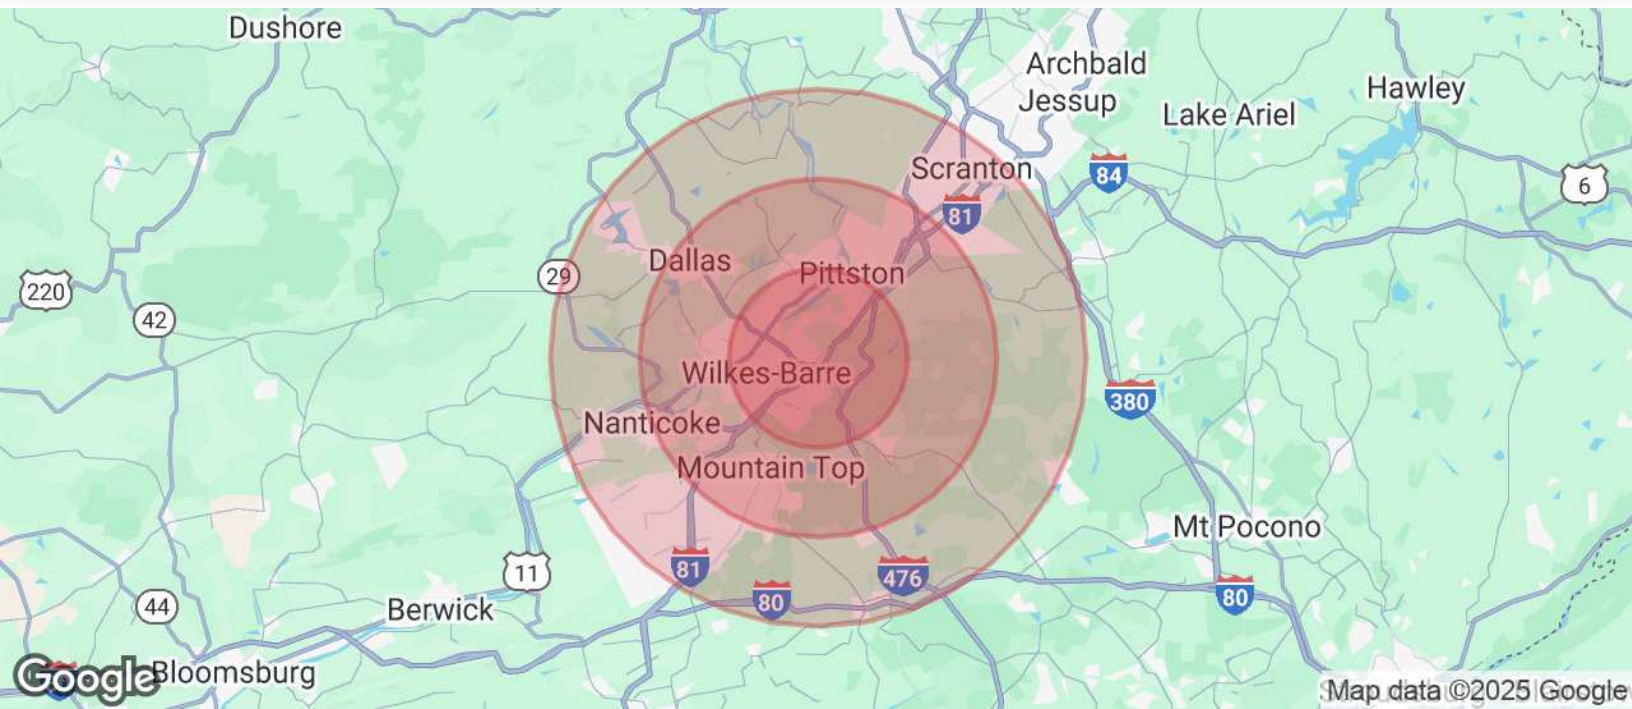 Dushore
Archbald
Jessup
Hawley
Lake Ariel
Scranton
84
6
81
Dallas
Pittston
29
220
42
Wilkes-Barre
380
Nanticoke
Mountain Top
Mt Pocono
11
81
476
80
80
44
Berwick
Google
Bloomsburg
Map data ©2025 Google